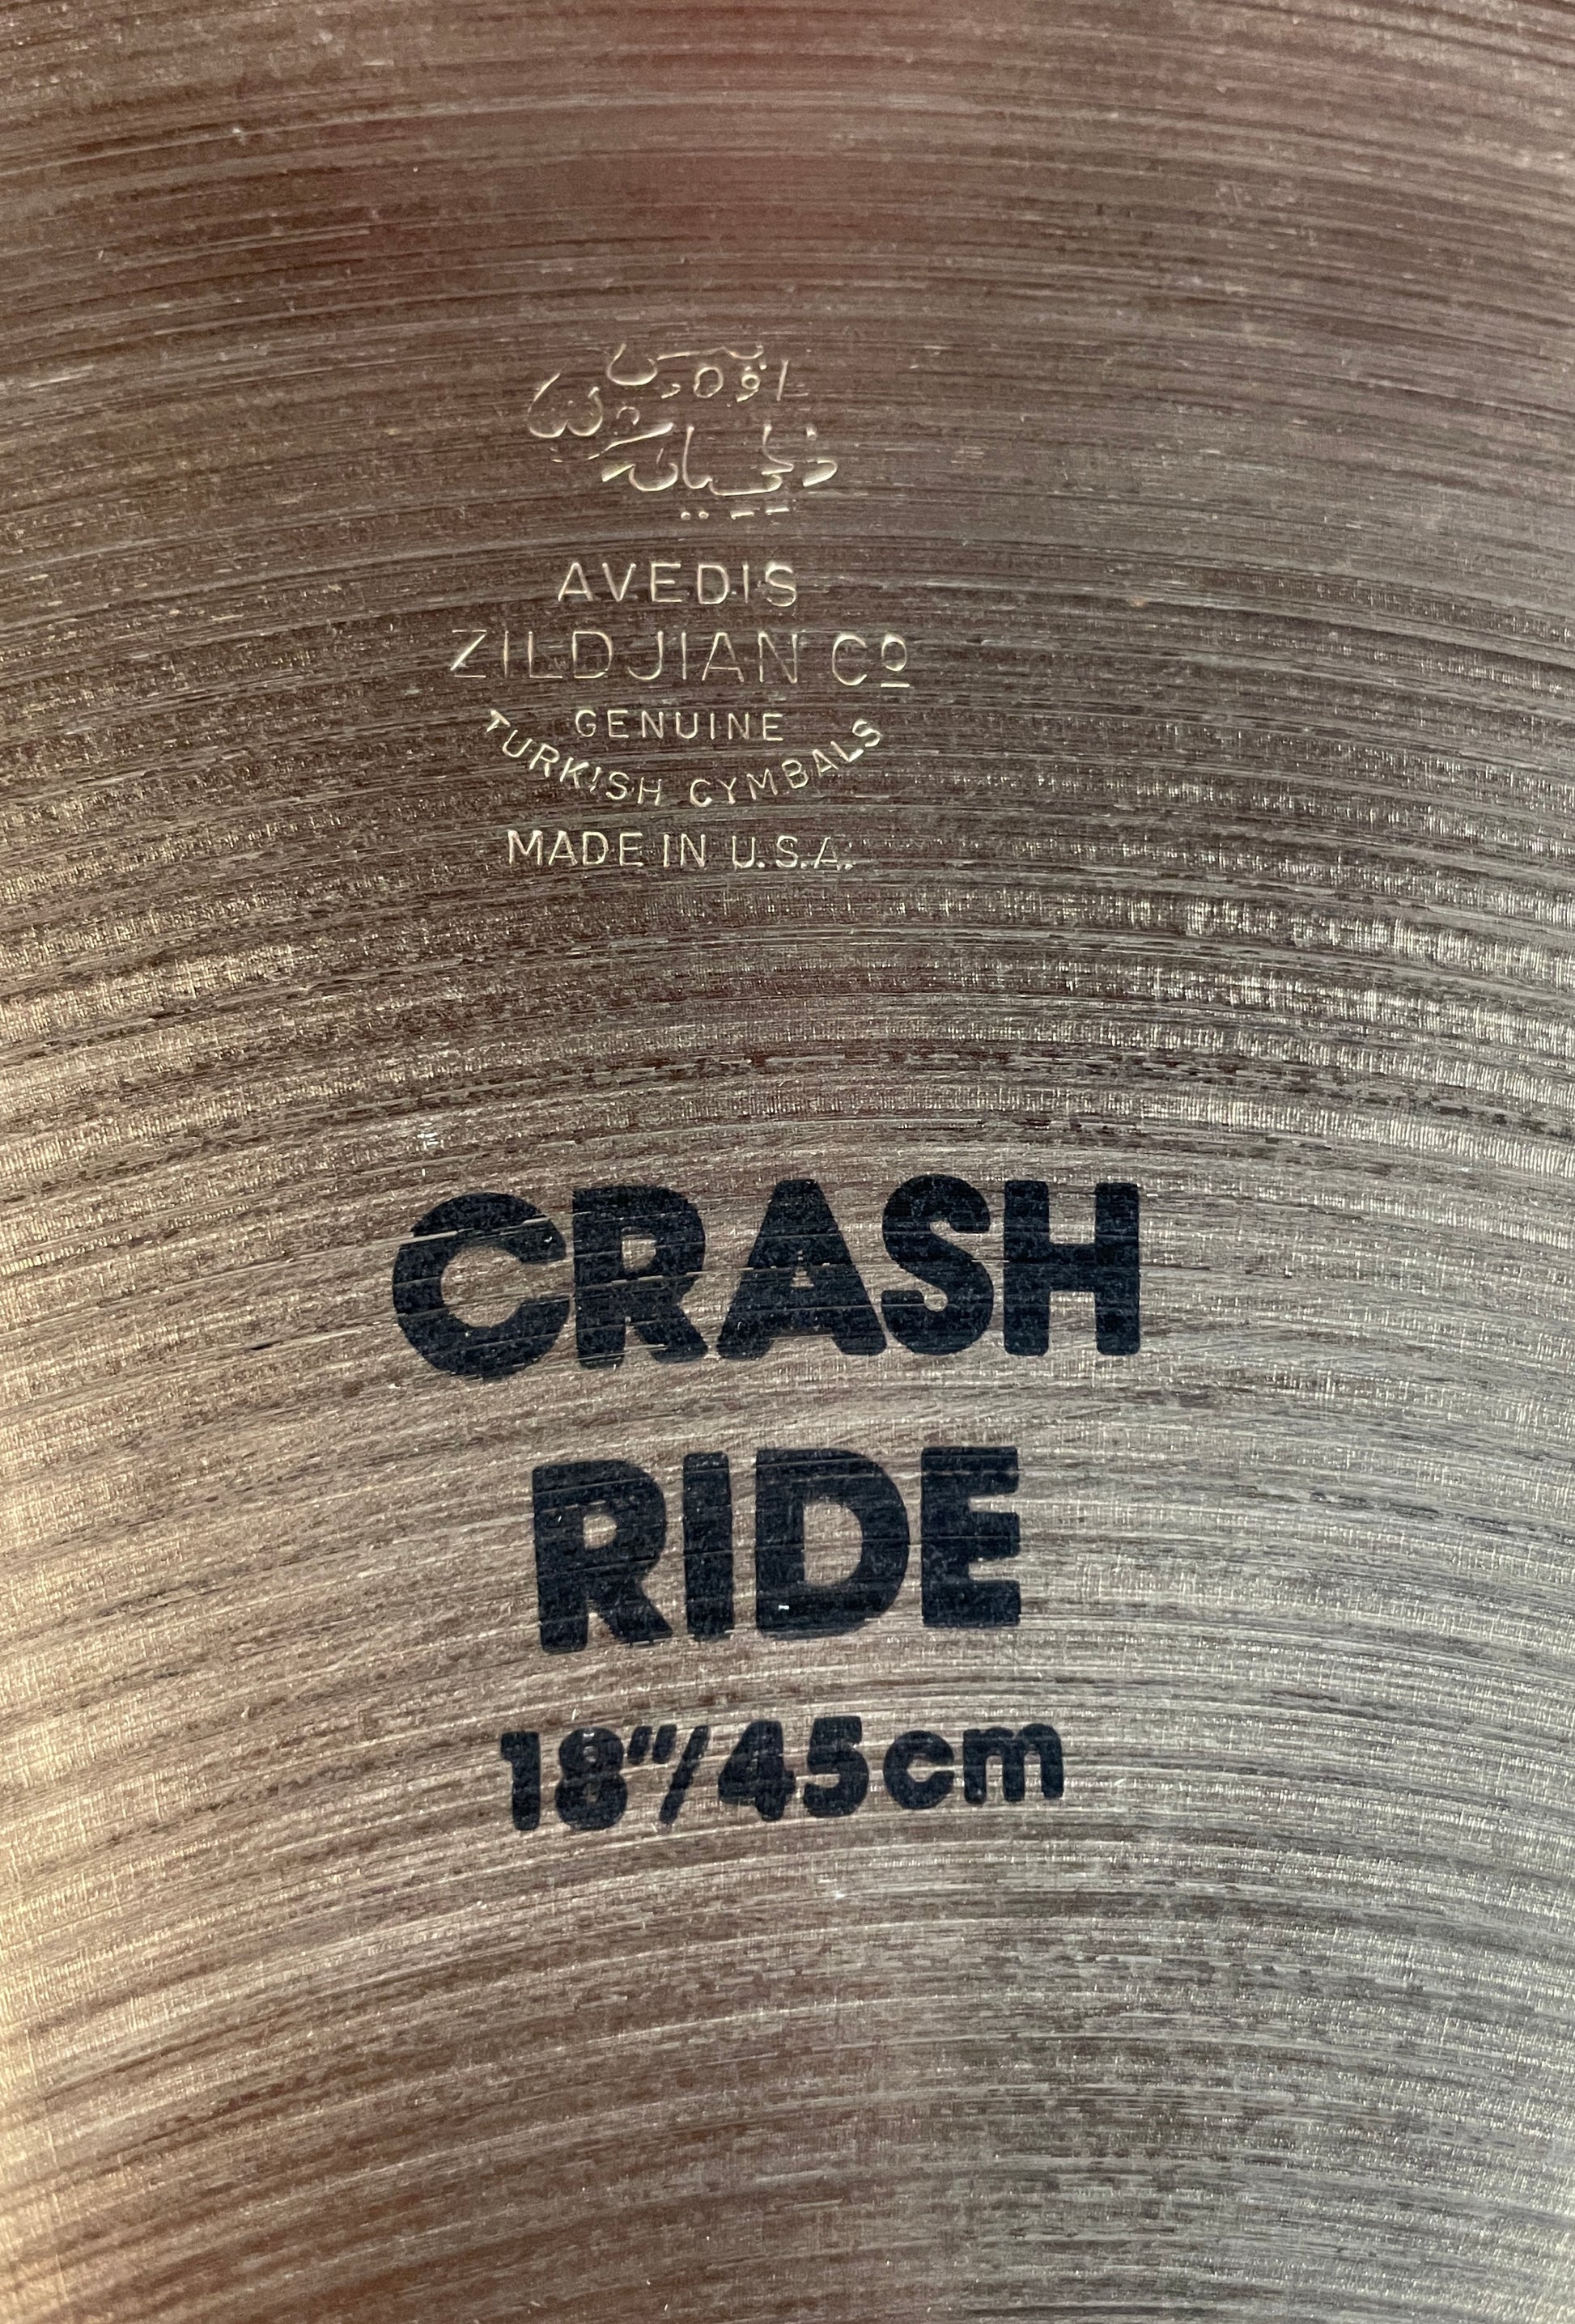 AVEDIS
ZILDJIAN Cº
GENUINE
TURKISH CYMBALS
MADE IN U.S.A.
CRASH
RIDE
18"/45cm